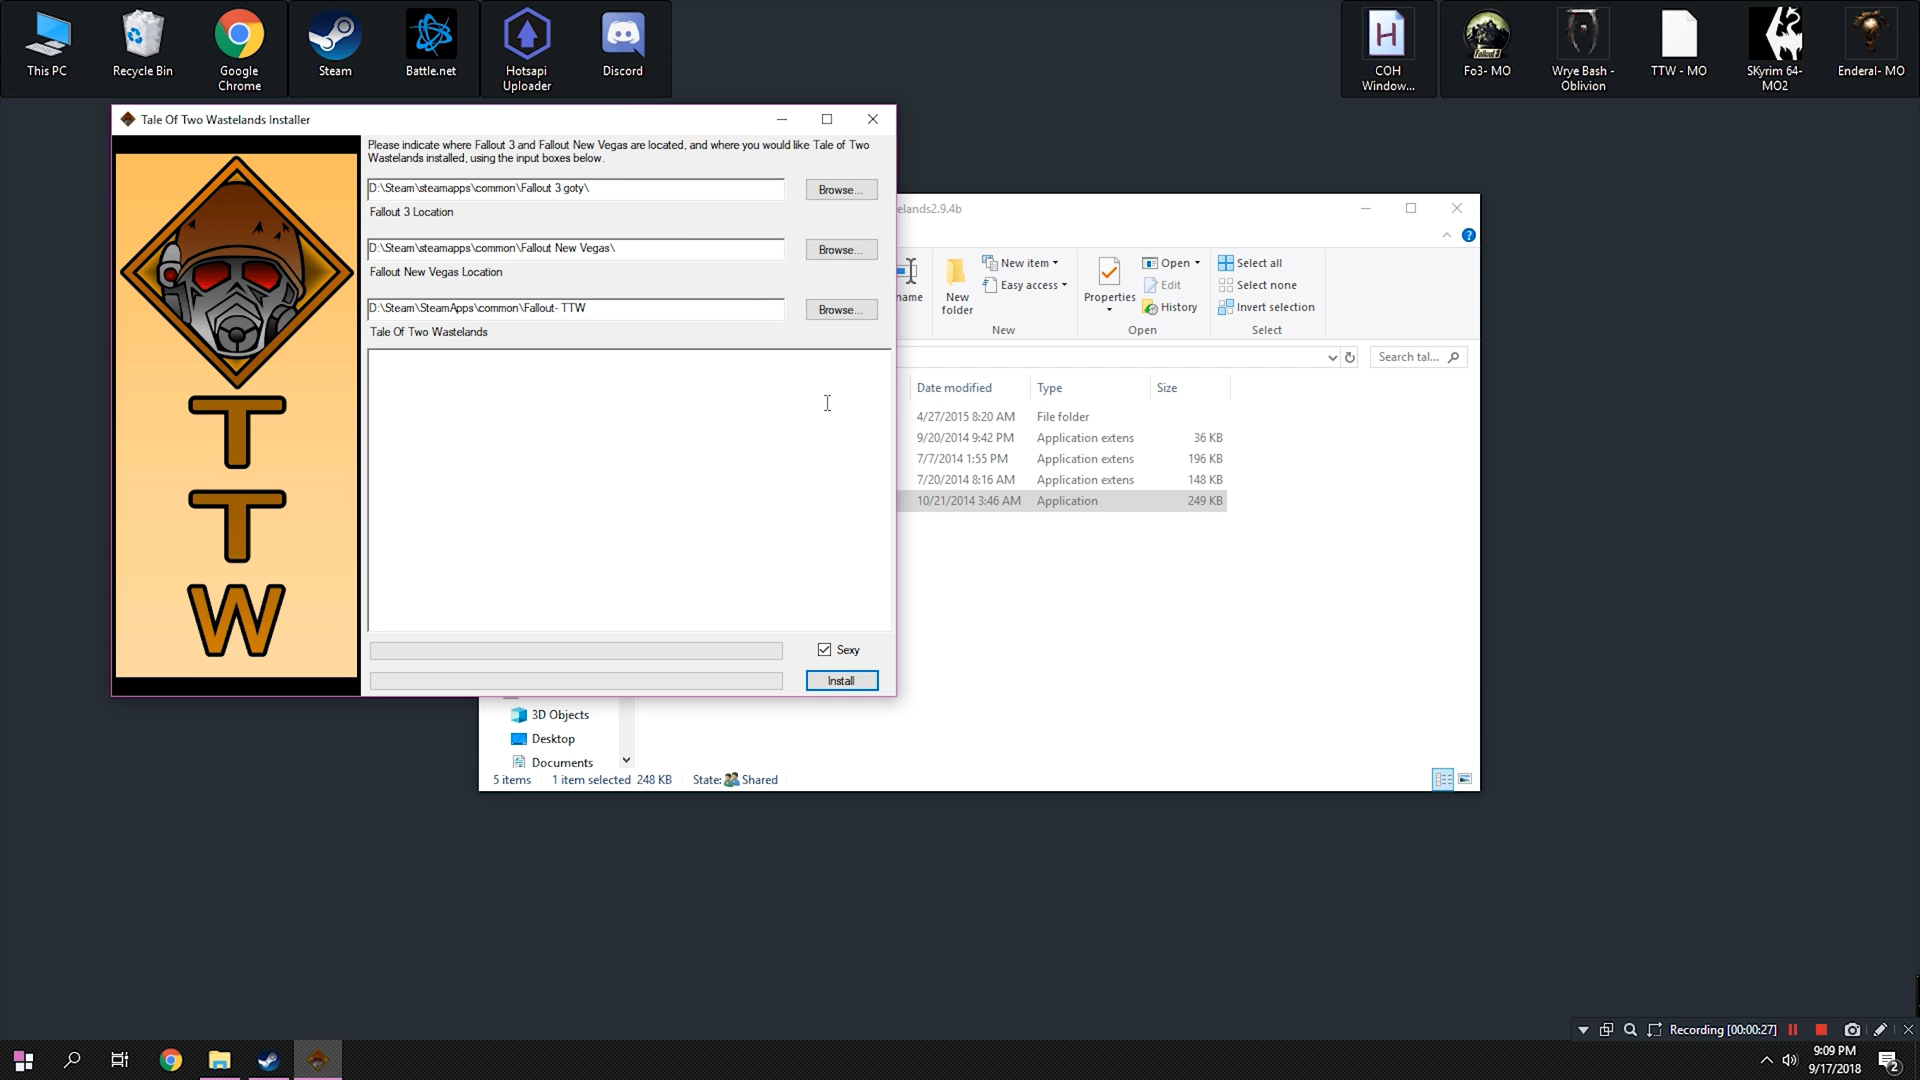 This PC
Recycle Bin
Google
Chrome
Steam
Battle.net
Hotsapi
Uploader
Discord
H
COH
Window...
Fo3- MO
Wrye Bash -
Oblivion
TTW - MO
SKyrim 64-
MO2
Enderal- MO
Tale Of Two Wastelands Installer
Please indicate where Fallout 3 and Fallout New Vegas are located, and where you would like Tale of Two
Wastelands installed, using the input boxes below.
D:\Steam\steamapps\common\Fallout 3 goty\
Browse...
Fallout 3 Location
D:\Steam\steamapps\common\Fallout New Vegas\
Browse...
Fallout New Vegas Location
D:\Steam\SteamApps\common\Fallout- TTW
Browse...
Tale Of Two Wastelands
T
T
W
Sexy
Install
elands2.9.4b
name
New
folder
New item
Easy access
New
Properties
Open
Edit
History
Open
Select all
Select none
Invert selection
Select
Search tal...
Date modified
Type
Size
4/27/2015 8:20 AM
File folder
9/20/2014 9:42 PM
Application extens
36 KB
7/7/2014 1:55 PM
Application extens
196 KB
7/20/2014 8:16 AM
Application extens
148 KB
10/21/2014 3:46 AM
Application
249 KB
3D Objects
Desktop
Documents
5 items
1 item selected 248 KB
State:
Shared
Recording [00:00:27]
9:09 PM
9/17/2018
2